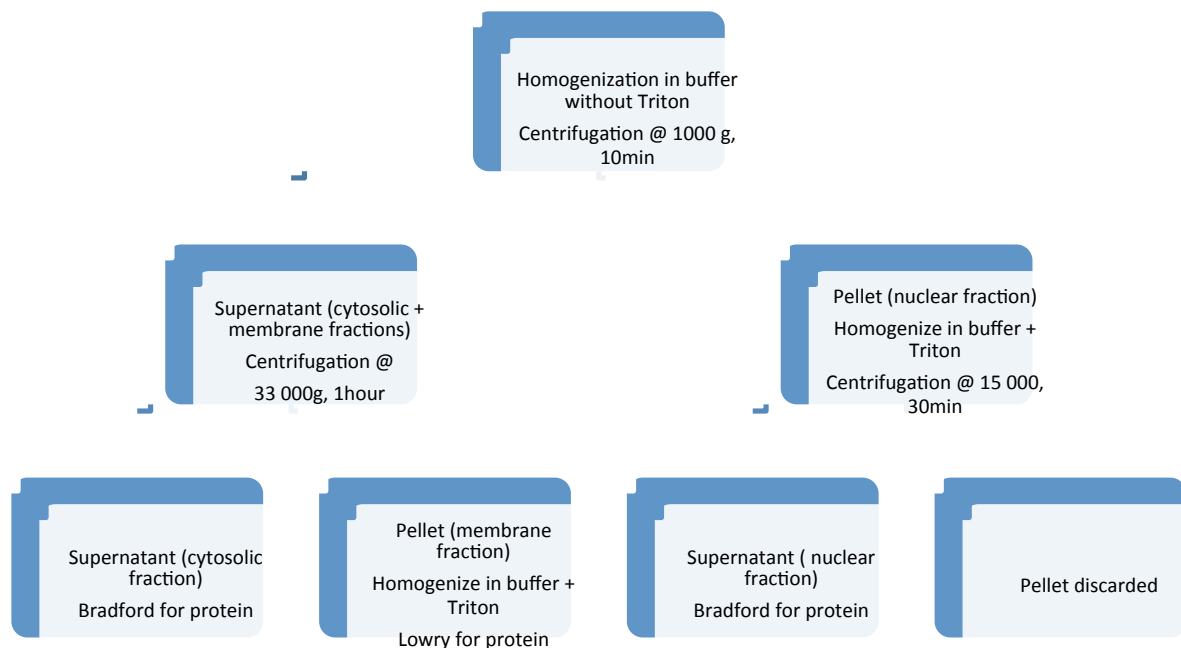 Homogenization in buffer
without Triton
Centrifugation @ 1000 g,
10min
Supernatant (cytosolic +
membrane fractions)
Centrifugation @
33 000g, 1hour
Pellet (nuclear fraction)
Homogenize in buffer +
Triton
Centrifugation @ 15 000,
30min
Supernatant (cytosolic
fraction)
Bradford for protein
Pellet (membrane
fraction)
Homogenize in buffer +
Triton
Lowry for protein
Supernatant ( nuclear
fraction)
Bradford for protein
Pellet discarded